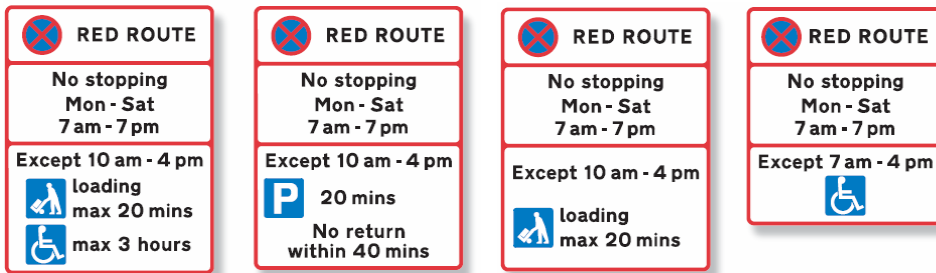 RED ROUTE
No stopping
Mon - Sat
7 am - 7 pm
Except 10 am - 4 pm
loading
max 20 mins
max 3 hours
RED ROUTE
No stopping
Mon - Sat
7 am - 7 pm
Except 10 am - 4 pm
P 20 mins
No return
within 40 mins
RED ROUTE
No stopping
Mon - Sat
7 am - 7 pm
Except 10 am - 4 pm
loading
max 20 mins
RED ROUTE
No stopping
Mon - Sat
7 am - 7 pm
Except 7 am - 4 pm